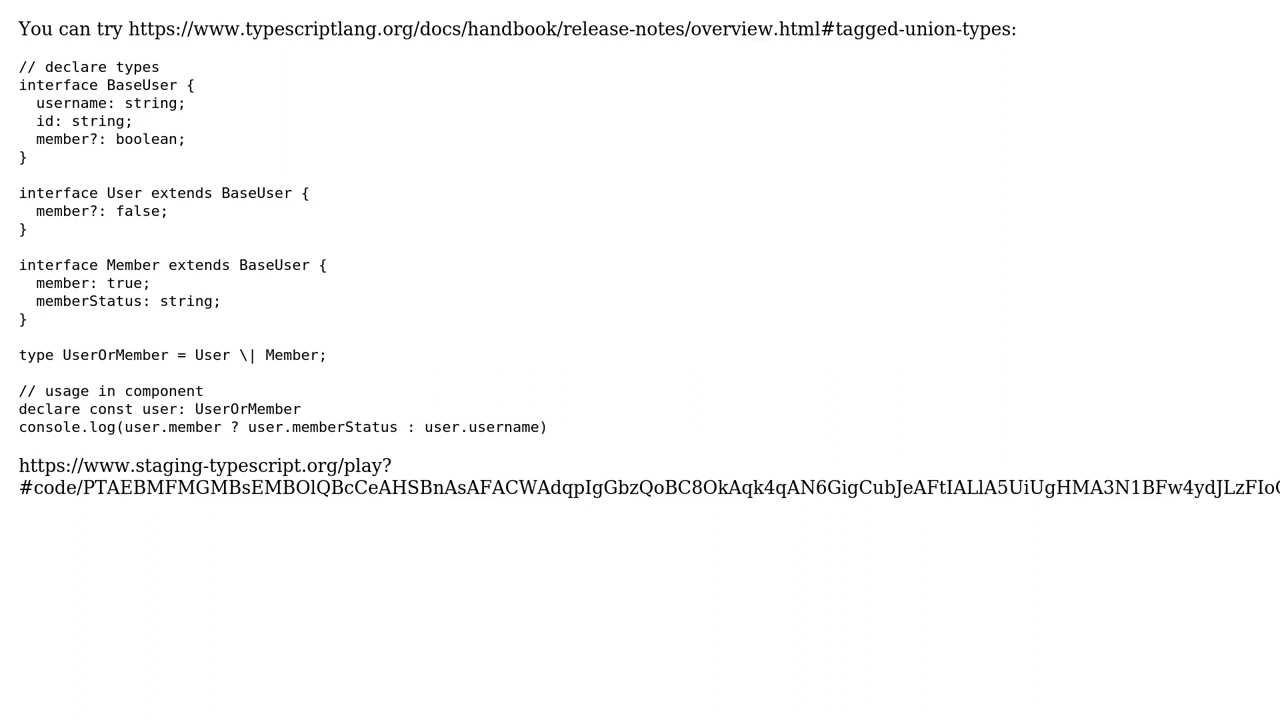 You can try https://www.typescriptlang.org/docs/handbook/release-notes/overview.html#tagged-union-types:
// declare types
interface BaseUser {
  username: string;
  id: string;
  member?: boolean;
}
interface User extends BaseUser {
  member?: false;
}
interface Member extends BaseUser {
  member: true;
  memberStatus: string;
}
type UserOrMember = User \| Member;
// usage in component
declare const user: UserOrMember
console.log(user.member ? user.memberStatus : user.username)
https://www.staging-typescript.org/play?
#code/PTAEBMFMGMBsEMBOlQBcCeAHSBnAsAFACWAdqpIgGbzQoBC8OkAqk4qAN6GigCubJeAFtIALlA5UiUgHMA3N1BFw4ydJLzFIo